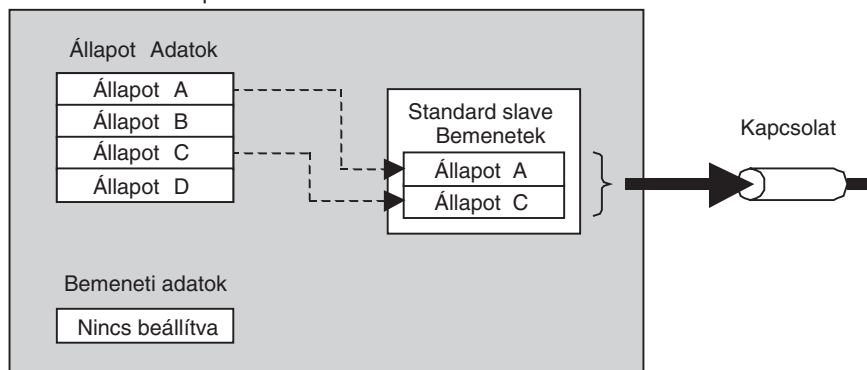 Állapot Adatok
Állapot A
Állapot B
Állapot C
Állapot D
Standard slave
Bemenetek
Állapot A
Állapot C
Kapcsolat
Bemeneti adatok
Nincs beállítva